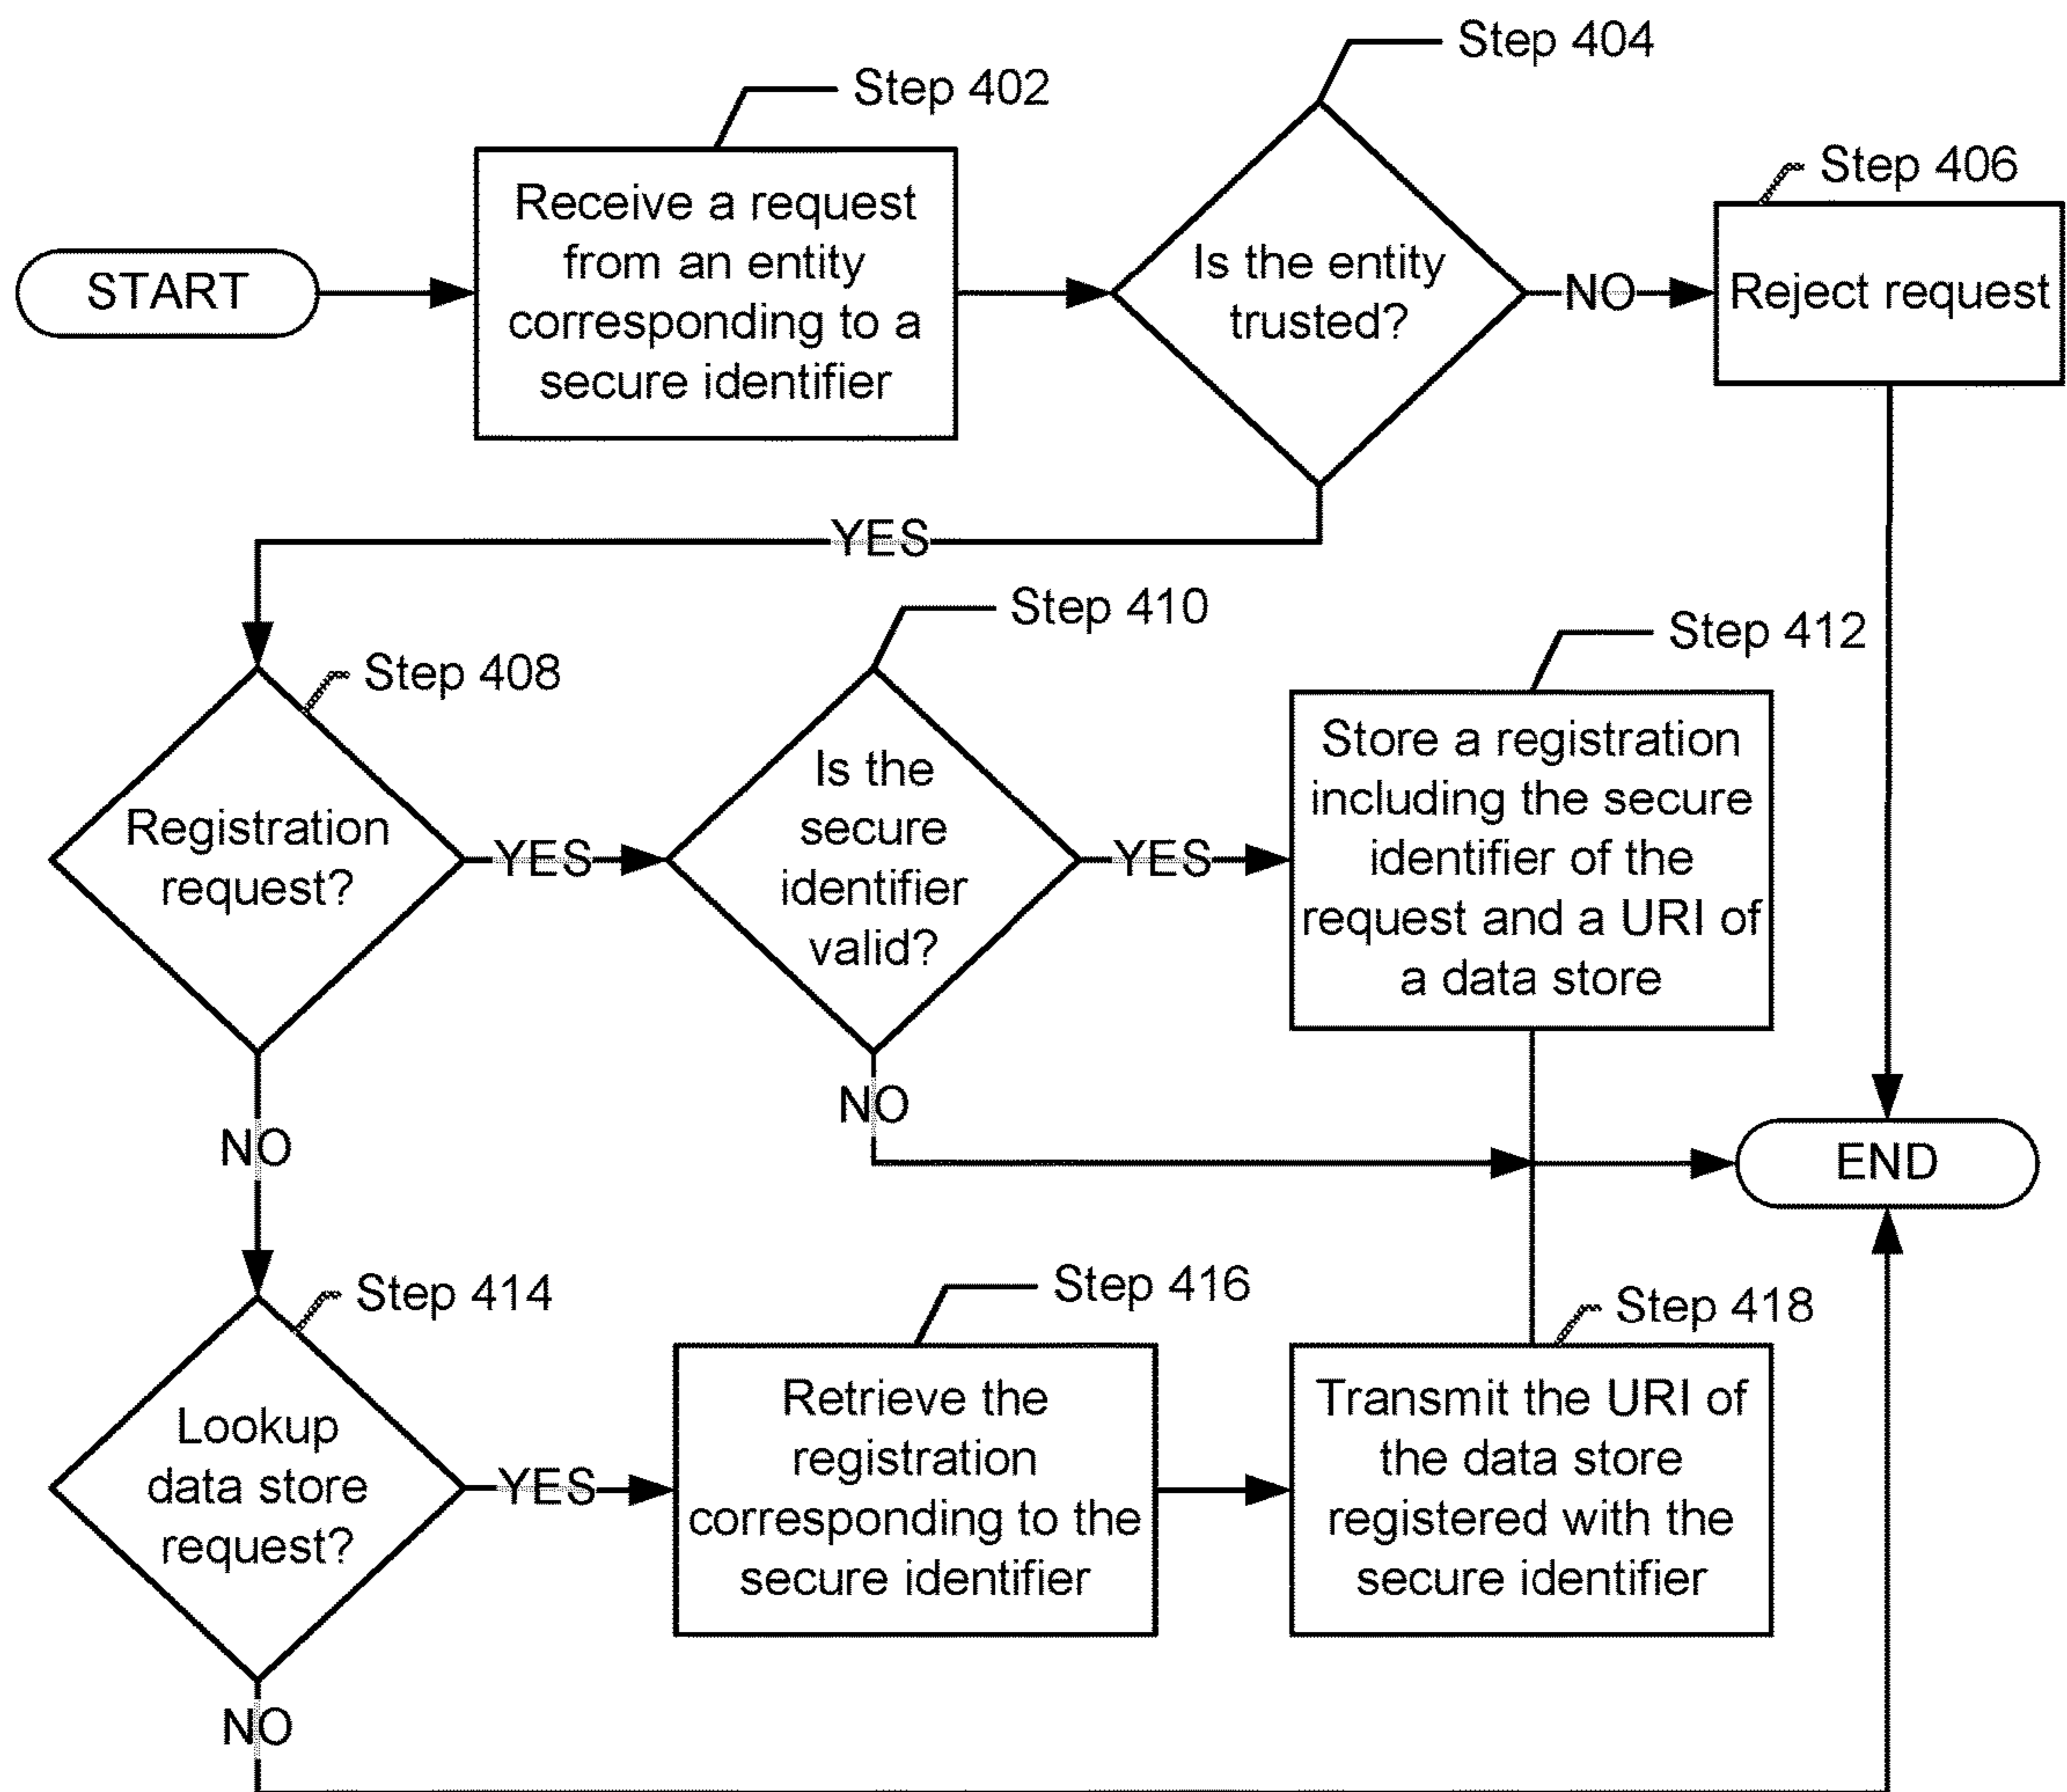 Step 404
Step 402
Step 406
START
Receive a request
from an entity
corresponding to a
secure identifier
Is the entity
trusted?
NO
Reject request
YES
Step 410
Step 412
Step 408
Registration
request?
YES
Is the
secure
identifier
valid?
YES
Store a registration
including the secure
identifier of the
request and a URI of
a data store
NO
NO
END
Step 414
Step 416
Step 418
Lookup
data store
request?
YES
Retrieve the
registration
corresponding to the
secure identifier
Transmit the URI of
the data store
registered with the
secure identifier
NO